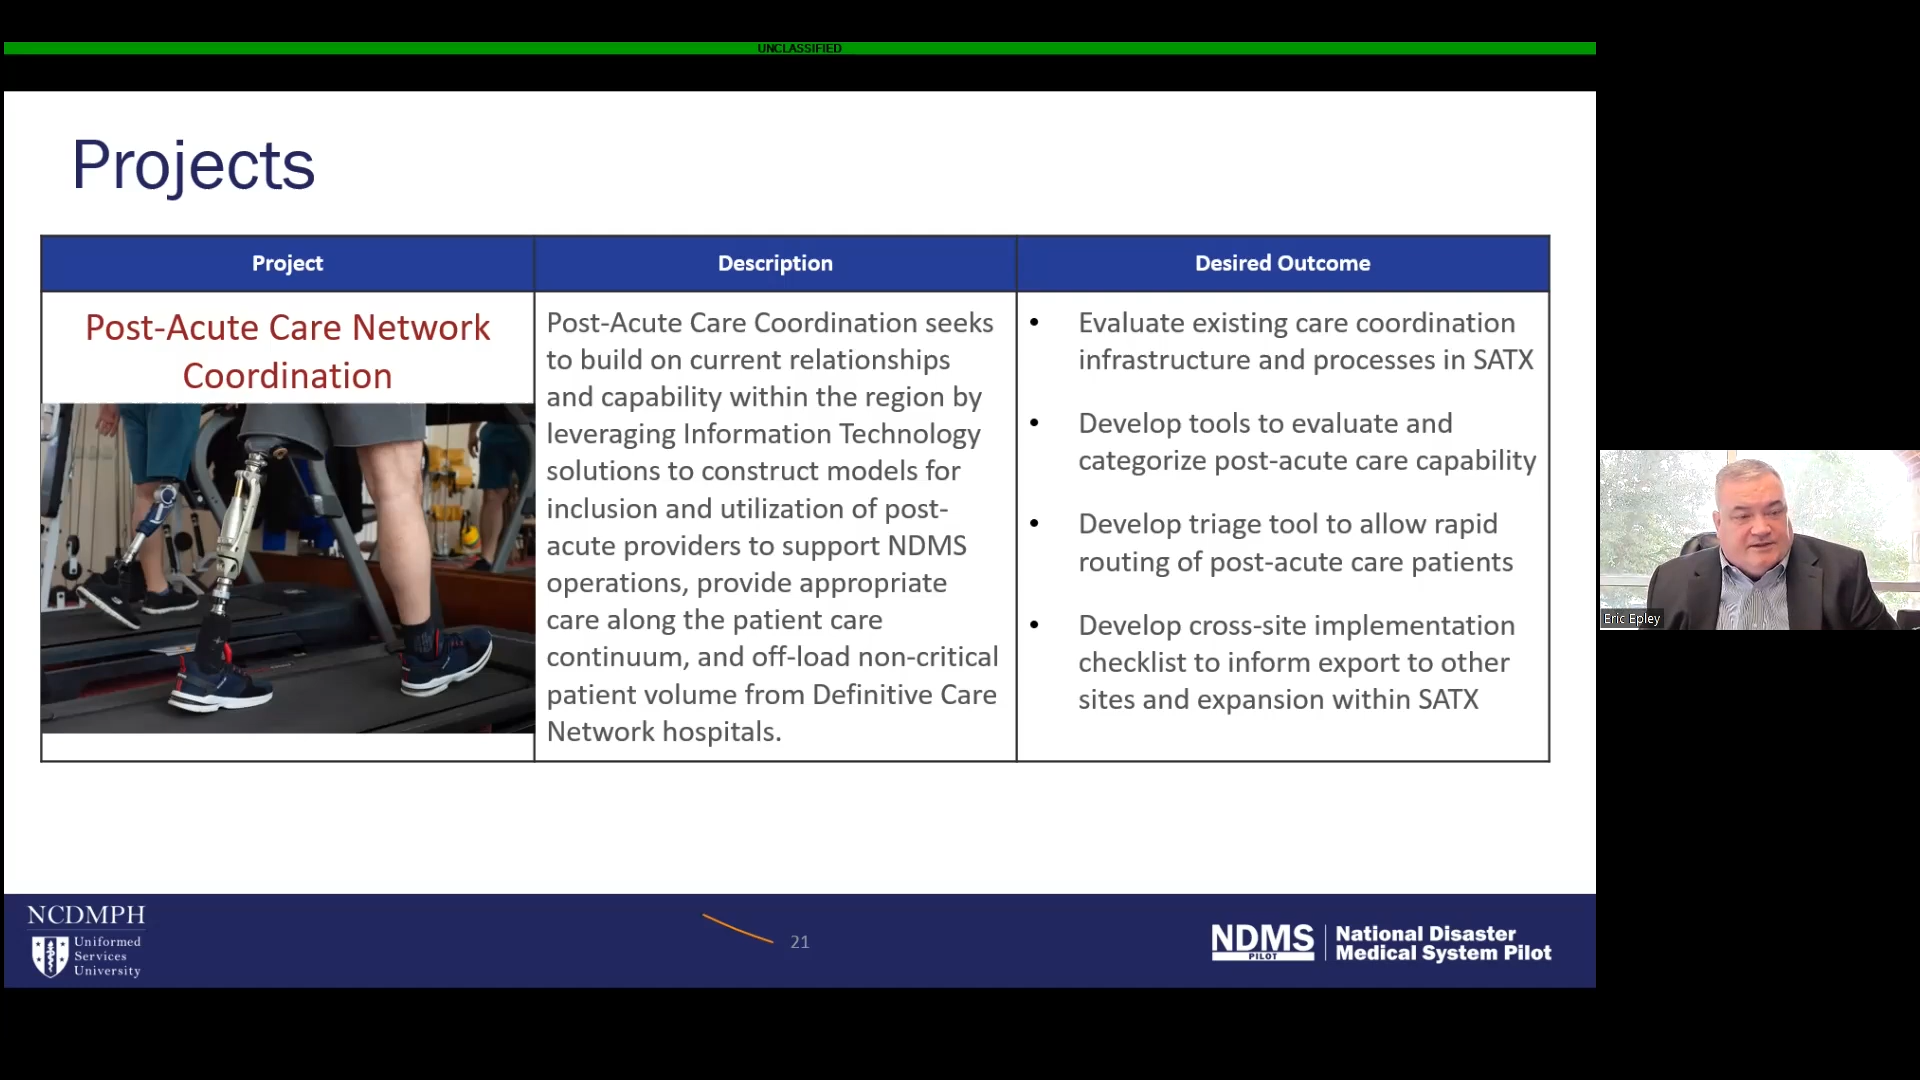 UNCLASSIFIED
Projects
Project
Description
Desired Outcome
Post-Acute Care Network
Coordination
Post-Acute Care Coordination seeks
to build on current relationships
and capability within the region by
leveraging Information Technology
solutions to construct models for
inclusion and utilization of post-
acute providers to support NDMS
operations, provide appropriate
care along the patient care
continuum, and off-load non-critical
patient volume from Definitive Care
Network hospitals.
• Evaluate existing care coordination
infrastructure and processes in SATX
• Develop tools to evaluate and
categorize post-acute care capability
• Develop triage tool to allow rapid
routing of post-acute care patients
• Develop cross-site implementation
checklist to inform export to other
sites and expansion within SATX
Eric Epley
NCDMPH
Uniformed
Services
University
21
NDMS
PILOT
National Disaster
Medical System Pilot